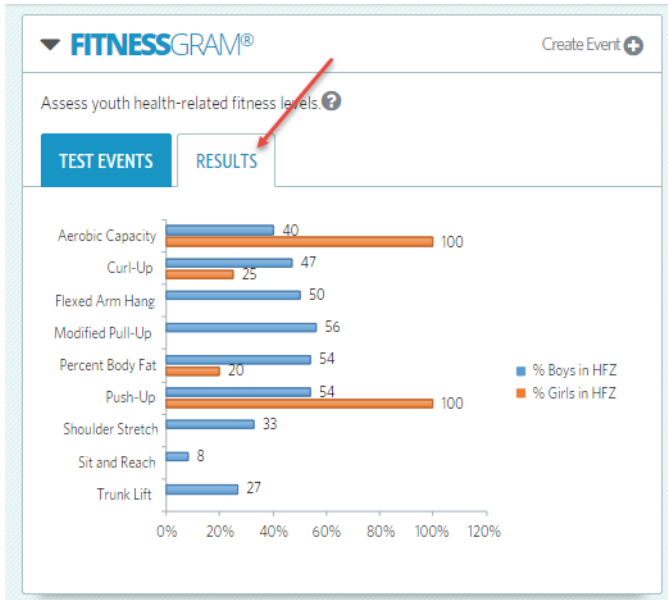 FITNESSGRAM® Create Event
Assess youth health-related fitness levels.
TEST EVENTS RESULTS
Aerobic Capacity 40 100
Curl-Up 47 25
Flexed Arm Hang 50
Modified Pull-Up 56
Percent Body Fat 54 20
% Boys in HFZ
Push-Up 54 100
% Girls in HFZ
Shoulder Stretch 33
Sit and Reach 8
Trunk Lift 27
0% 20% 40% 60% 80% 100% 120%